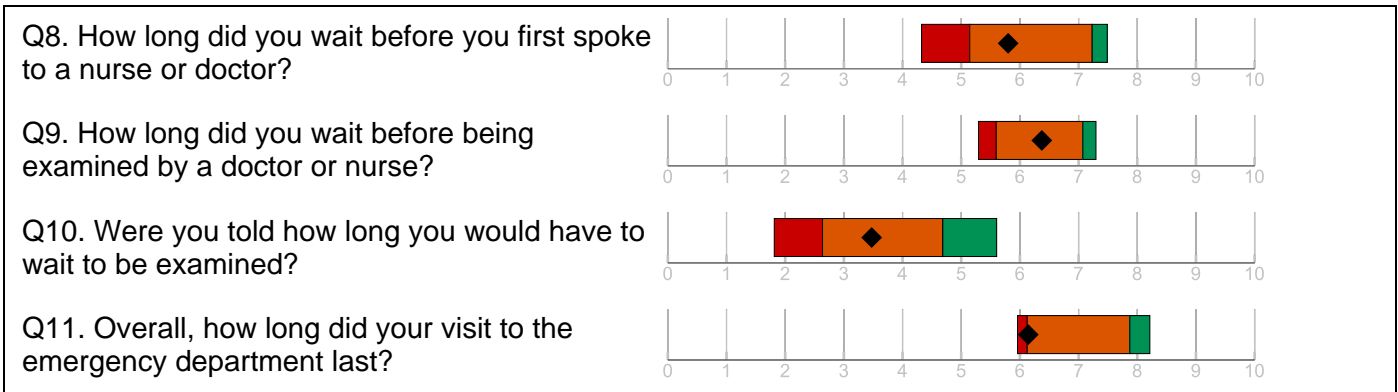 Q8. How long did you wait before you first spoke
to a nurse or doctor?
0 1 2 3 4 5 6 7 8 9 10
Q9. How long did you wait before being
examined by a doctor or nurse?
0 1 2 3 4 5 6 7 8 9 10
Q10. Were you told how long you would have to
wait to be examined?
0 1 2 3 4 5 6 7 8 9 10
Q11. Overall, how long did your visit to the
emergency department last?
0 1 2 3 4 5 6 7 8 9 10